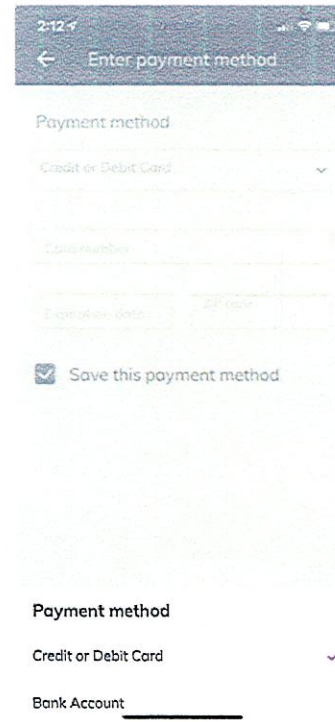 2:12
Enter payment method
Payment method
Credit or Debit Card
Card number
Expiration date ZIP code
Save this payment method
Payment method
Credit or Debit Card
Bank Account